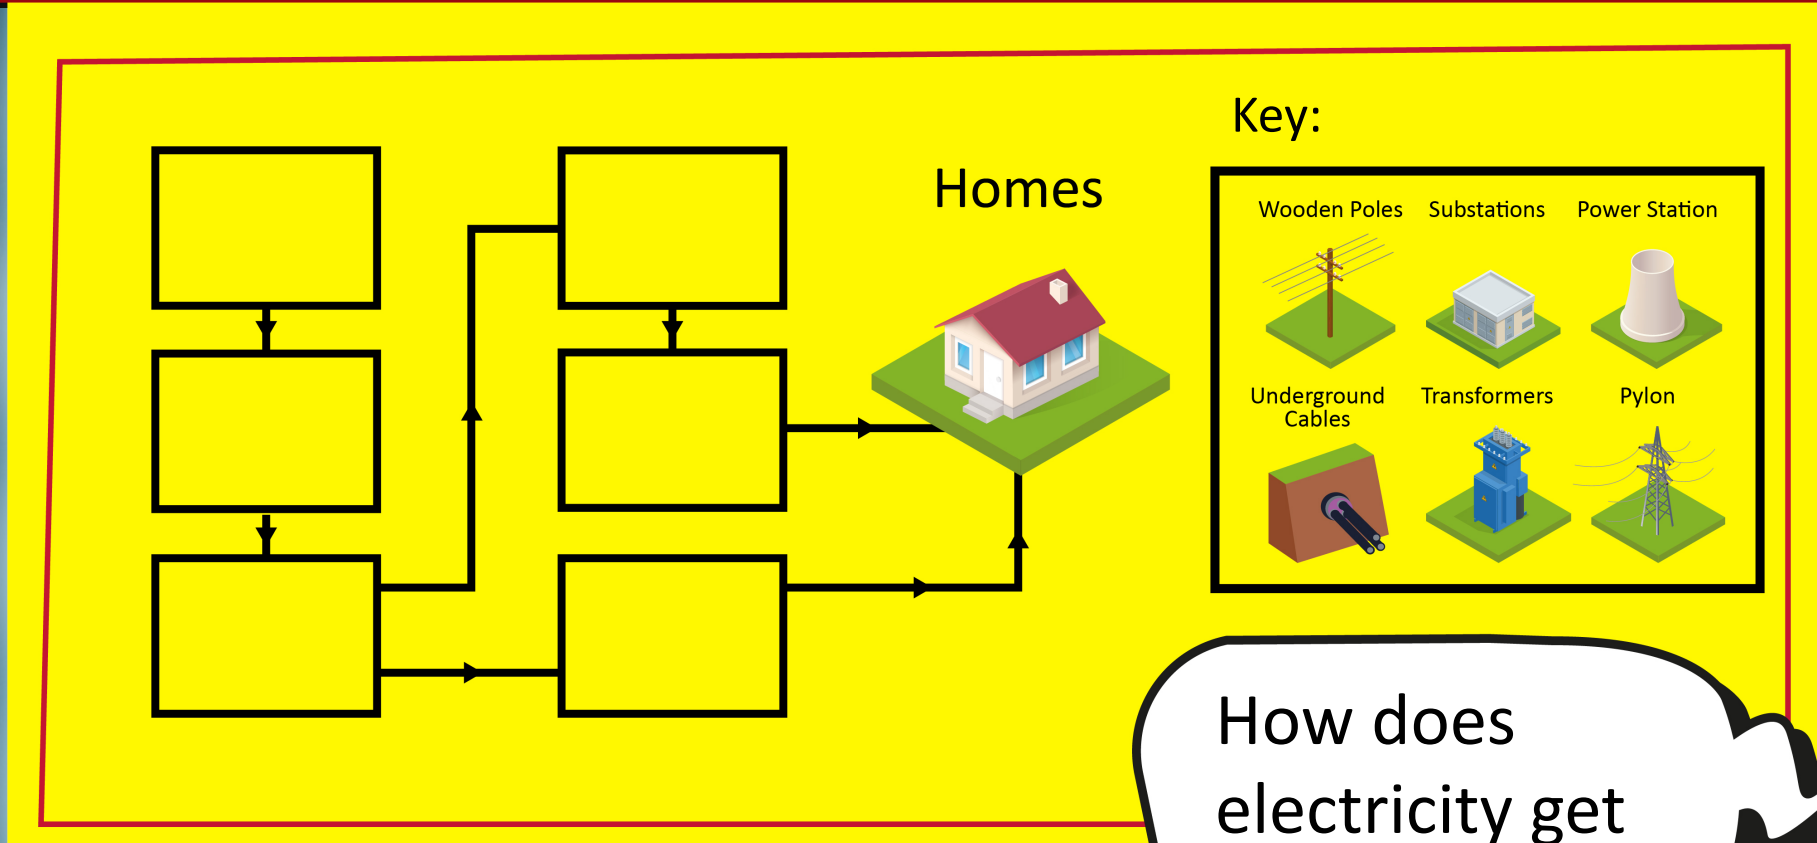 Key:
Homes
Wooden Poles
Substations
Power Station
Underground
Cables
Transformers
Pylon
How does
electricity get